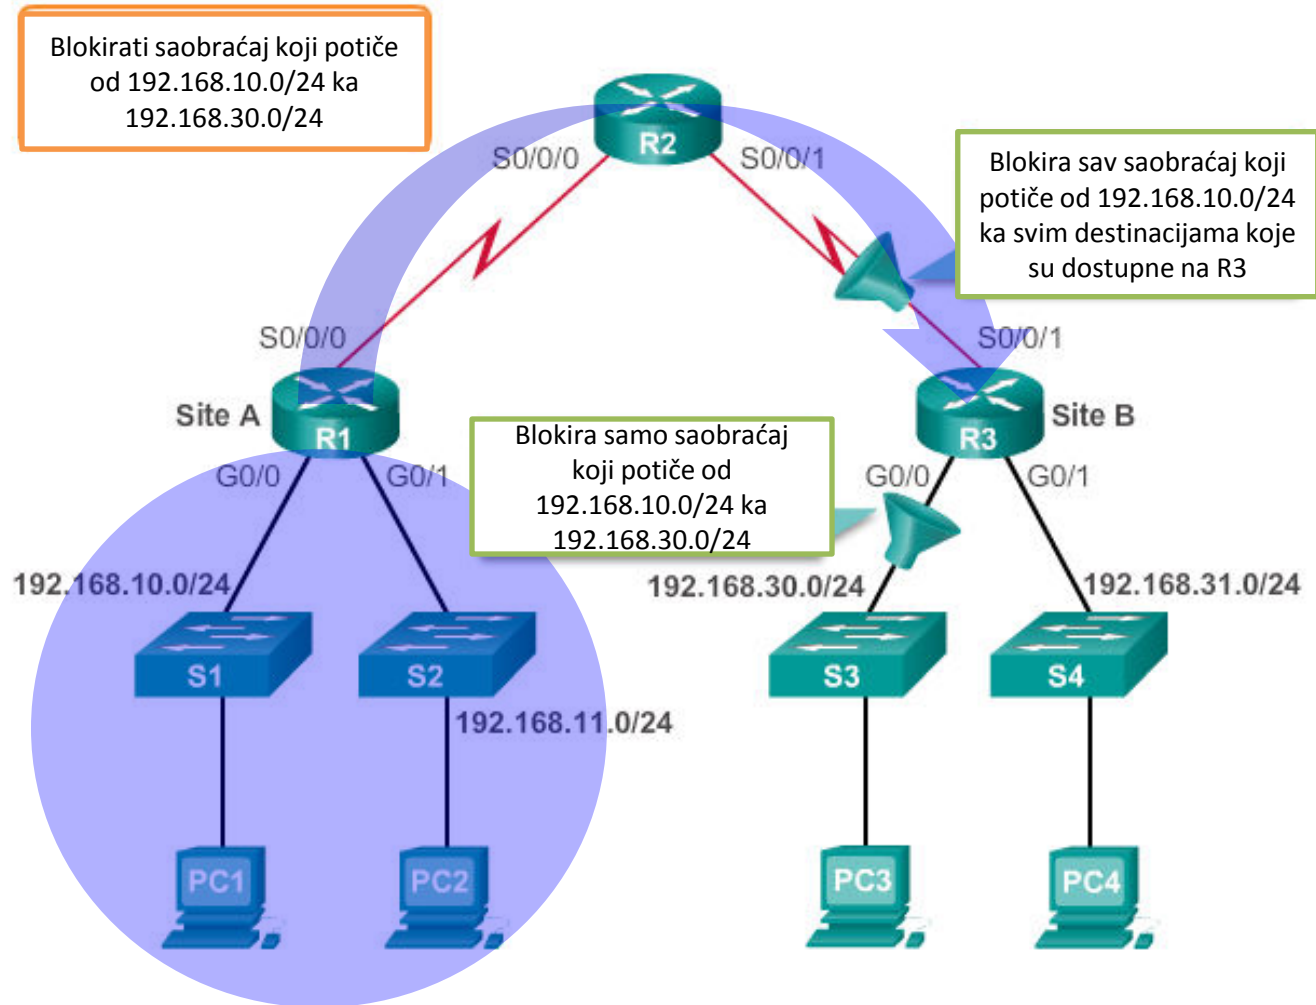 Blokirati saobraćaj koji potiče
od 192.168.10.0/24 ka
192.168.30.0/24
R2
S0/0/0
S0/0/1
Blokira sav saobraćaj koji
potiče od 192.168.10.0/24
ka svim destinacijama koje
su dostupne na R3
S0/0/0
S0/0/1
Site A
R1
G0/0
G0/1
Blokira samo saobraćaj
koji potiče od
192.168.10.0/24 ka
192.168.30.0/24
R3
Site B
G0/0
G0/1
192.168.10.0/24
192.168.30.0/24
192.168.31.0/24
S1
S2
S3
S4
192.168.11.0/24
PC1
PC2
PC3
PC4